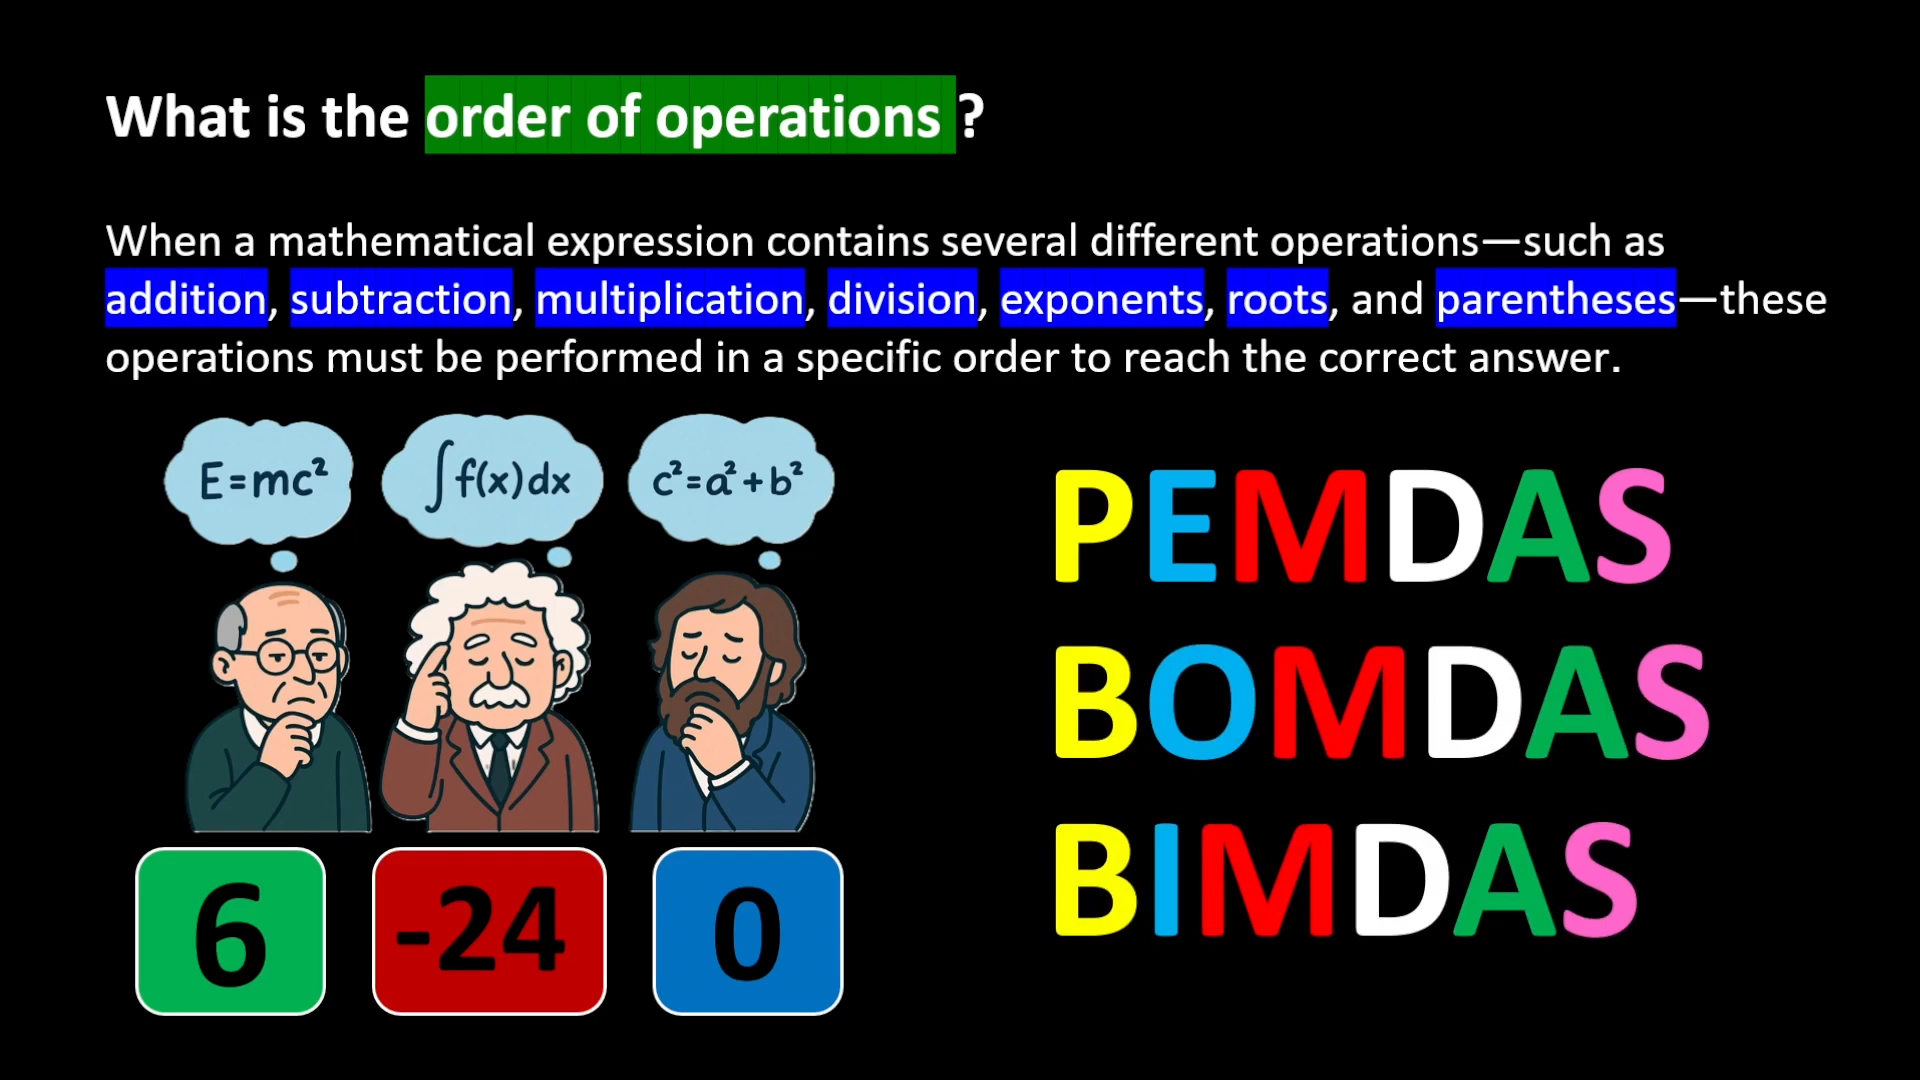 What is the order of operations ?
When a mathematical expression contains several different operations—such as
addition, subtraction, multiplication, division, exponents, roots, and parentheses—these
operations must be performed in a specific order to reach the correct answer.
E=mc²
∫f(x)dx
c²=a²+b²
6
-24
0
PEMDAS
BOMDAS
BIMDAS